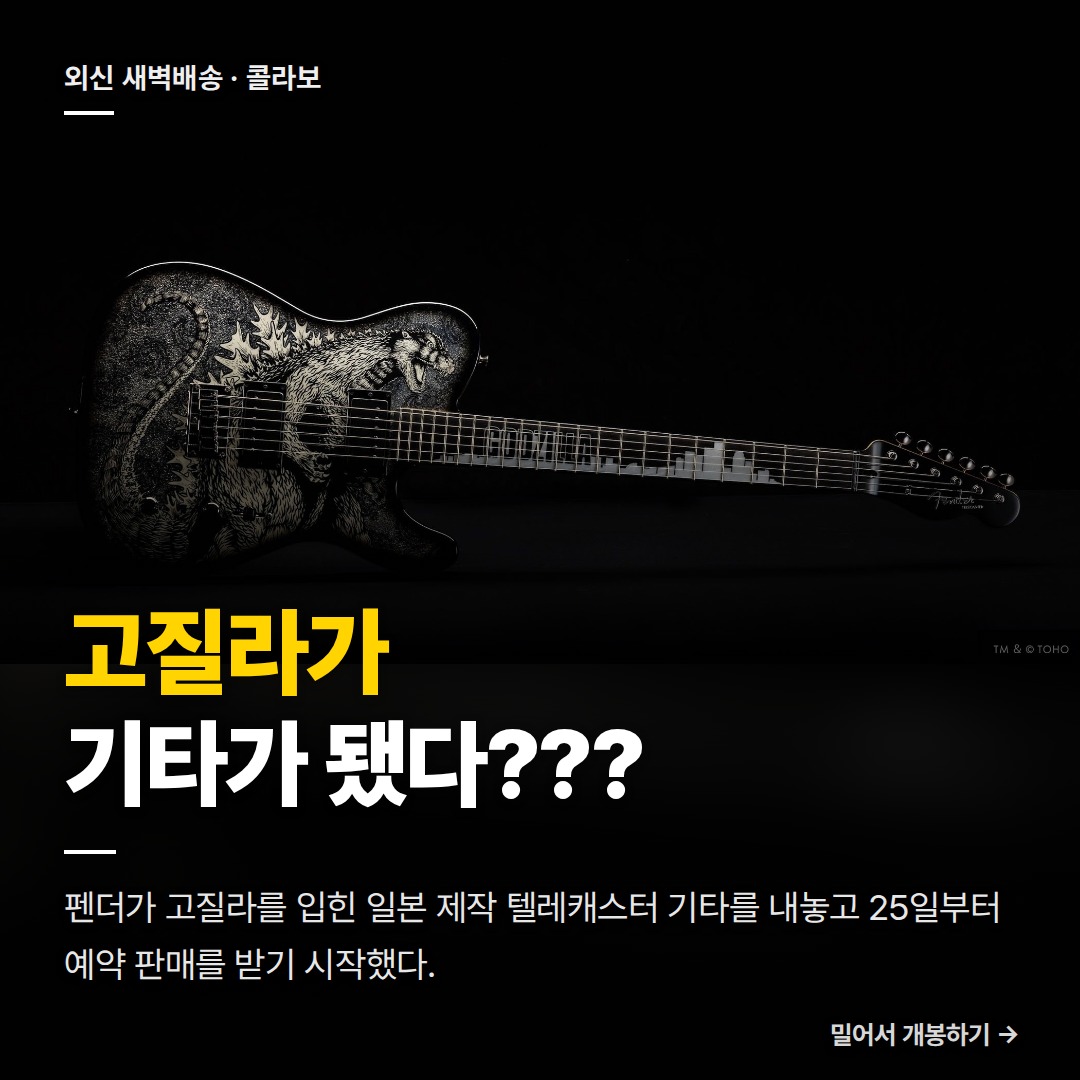 외신 새벽배송 · 콜라보
GODZILLA
Fender
TM & © TOHO
고질라가
기타가 됐다???
펜더가 고질라를 입힌 일본 제작 텔레캐스터 기타를 내놓고 25일부터
예약 판매를 받기 시작했다.
밀어서 개봉하기 →